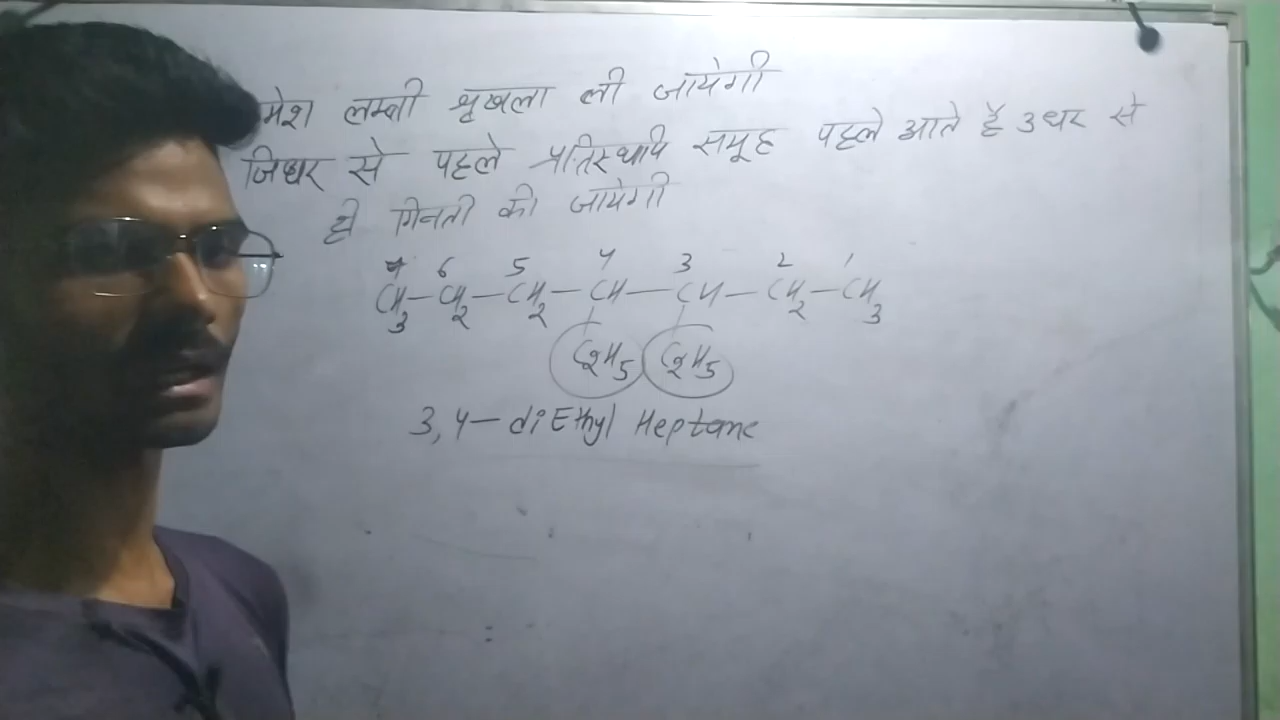 मेश लम्बी श्रृखला ली जायेगी
जिधर से पहले प्रतिस्थापि समूह पहले आते हैं उधर से
ही गिनती की जायेगी
7 6 5 4 3 2 1
CH3-CH2-CH2-CH-CH-CH2-CH3
C2H5 C2H5
3,4-diEthyl Heptane